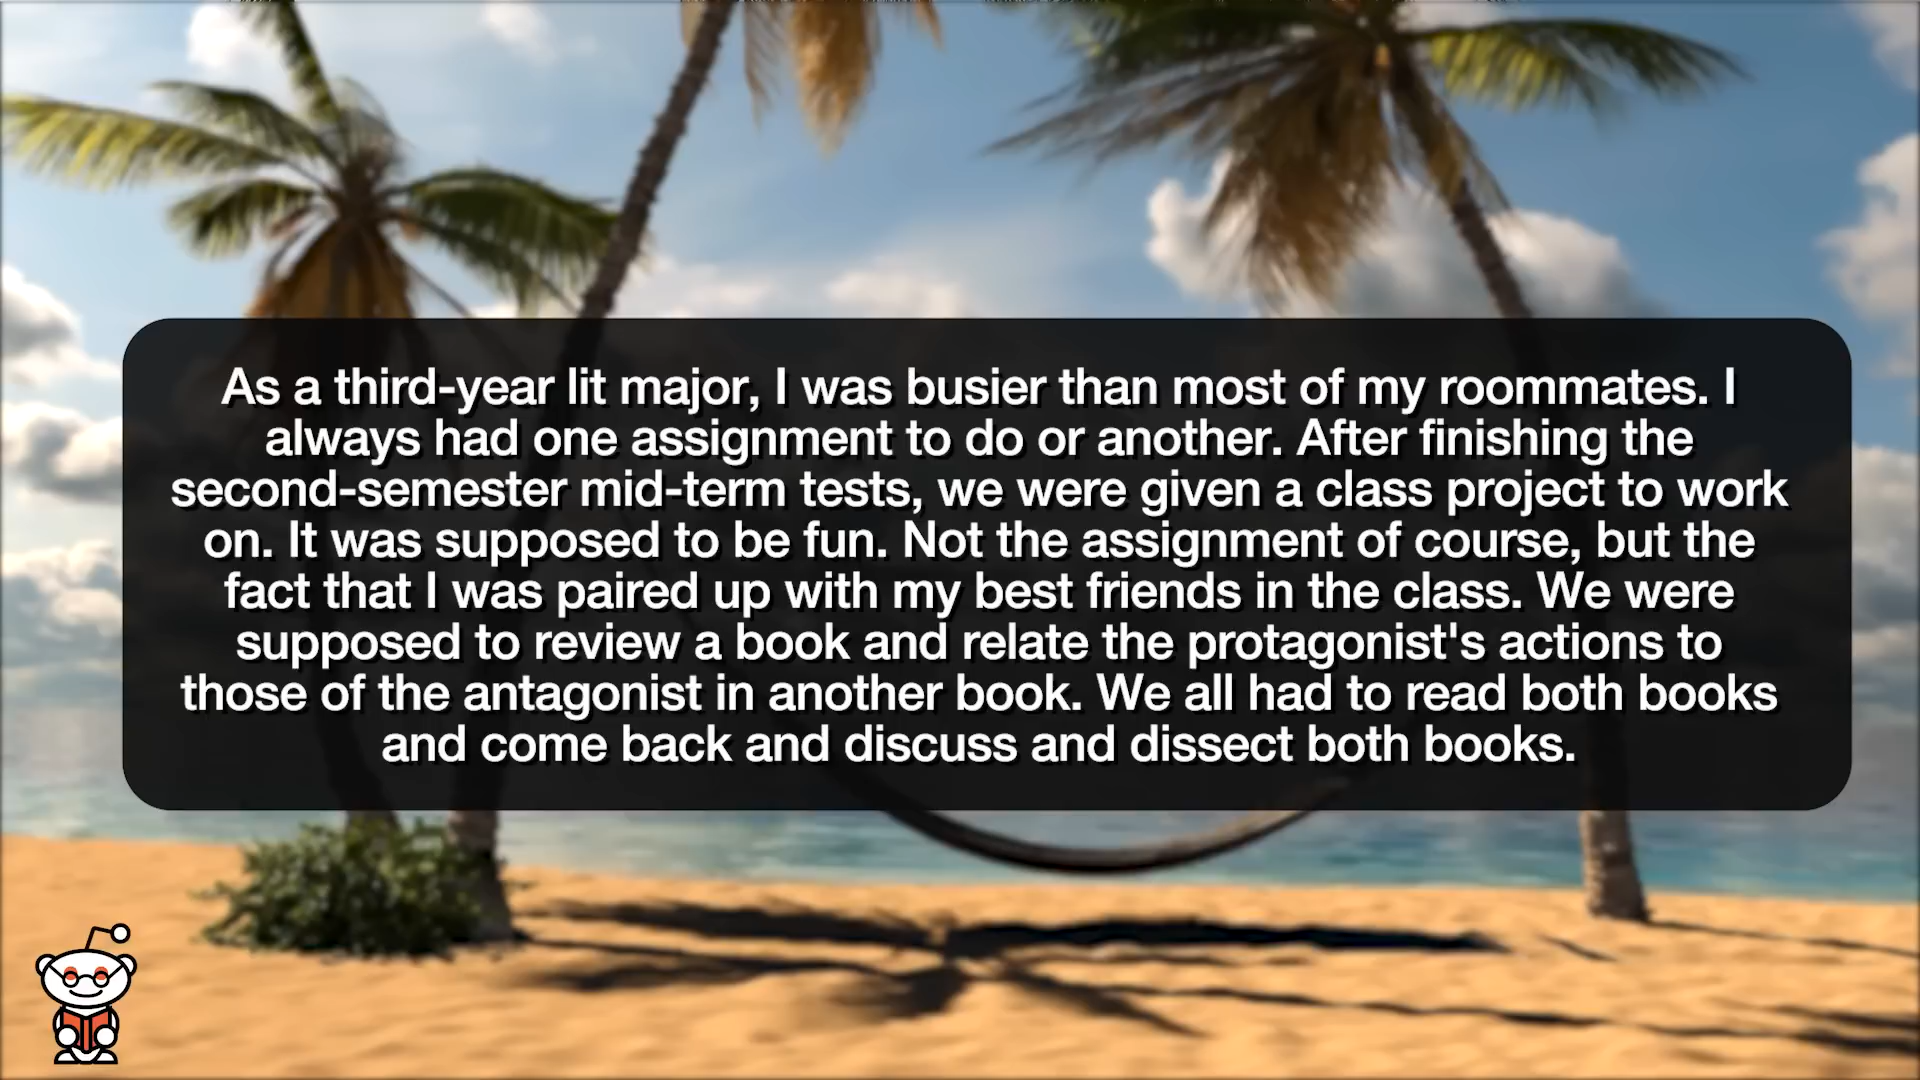 As a third-year lit major, I was busier than most of my roommates. I
always had one assignment to do or another. After finishing the
second-semester mid-term tests, we were given a class project to work
on. It was supposed to be fun. Not the assignment of course, but the
fact that I was paired up with my best friends in the class. We were
supposed to review a book and relate the protagonist's actions to
those of the antagonist in another book. We all had to read both books
and come back and discuss and dissect both books.